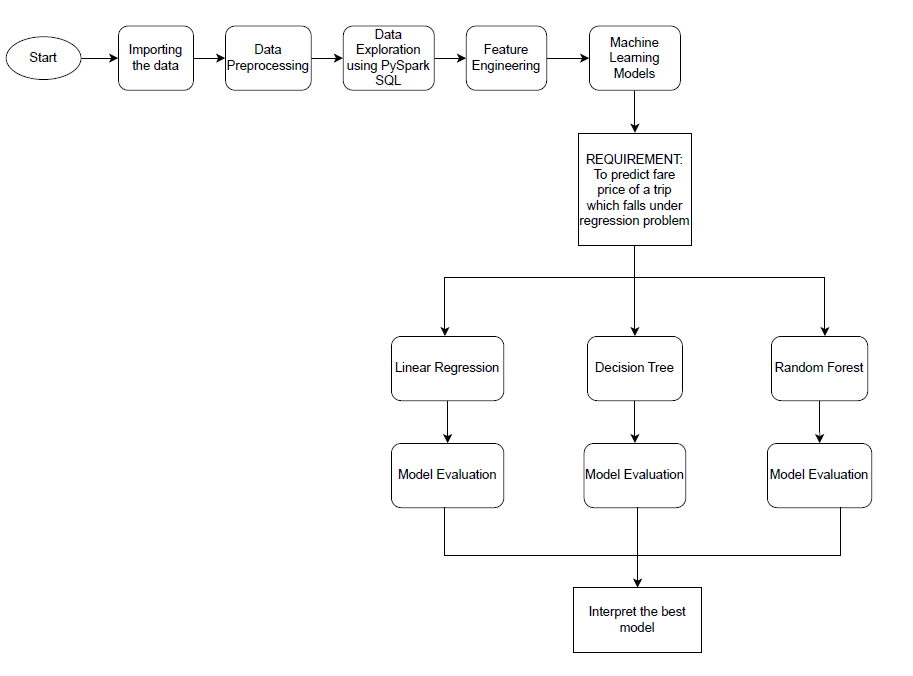 Start
Importing
the data
Data
Preprocessing
Data
Exploration
using PySpark
SQL
Feature
Engineering
Machine
Learning
Models
REQUIREMENT:
To predict fare
price of a trip
which falls under
regression problem
Linear Regression
Decision Tree
Random Forest
Model Evaluation
Model Evaluation
Model Evaluation
Interpret the best
model